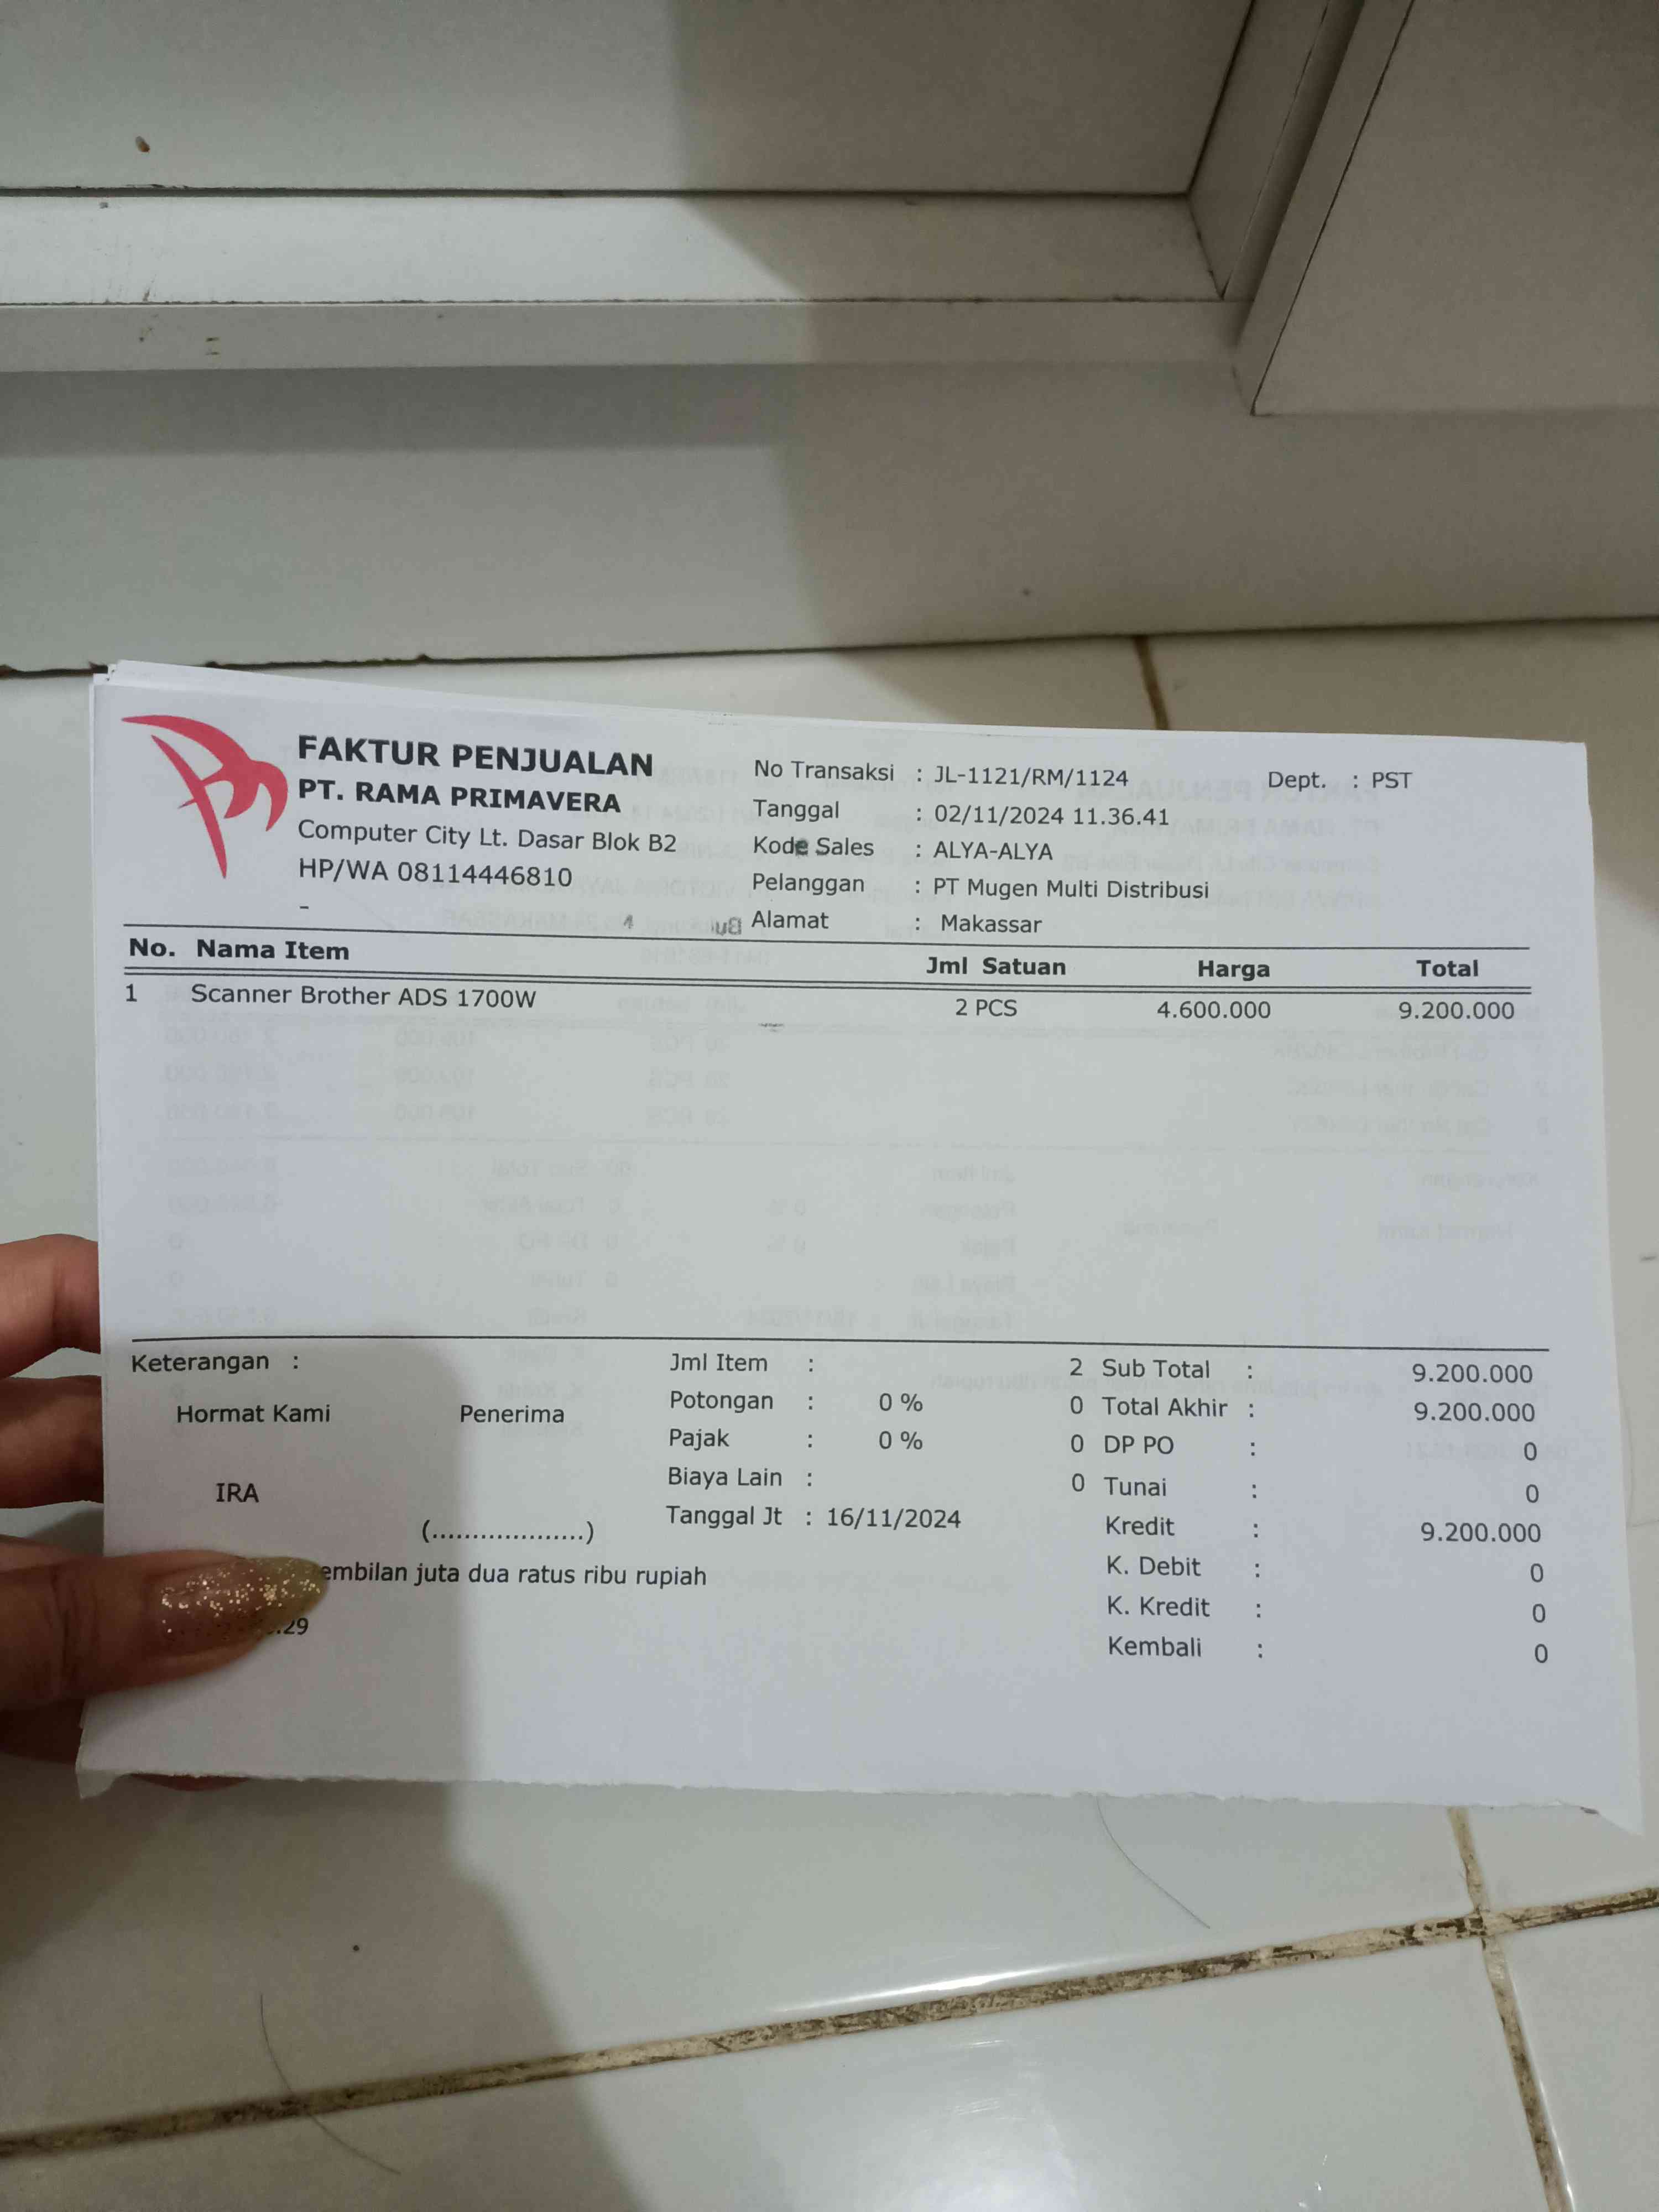 FAKTUR PENJUALAN
PT. RAMA PRIMAVERA
Computer City Lt. Dasar Blok B2
HP/WA 08114446810
-
No Transaksi : JL-1121/RM/1124 Dept. : PST
Tanggal : 02/11/2024 11.36.41
Kode Sales : ALYA-ALYA
Pelanggan : PT Mugen Multi Distribusi
Alamat : Makassar
No. Nama Item Jml Satuan Harga Total
1 Scanner Brother ADS 1700W 2 PCS 4.600.000 9.200.000
Keterangan :
Hormat Kami Penerima
IRA
(...................)
embilan juta dua ratus ribu rupiah
.29
Jml Item : 2
Potongan : 0 % 0
Pajak : 0 % 0
Biaya Lain : 0
Tanggal Jt : 16/11/2024
Sub Total : 9.200.000
Total Akhir : 9.200.000
DP PO : 0
Tunai : 0
Kredit : 9.200.000
K. Debit : 0
K. Kredit : 0
Kembali : 0